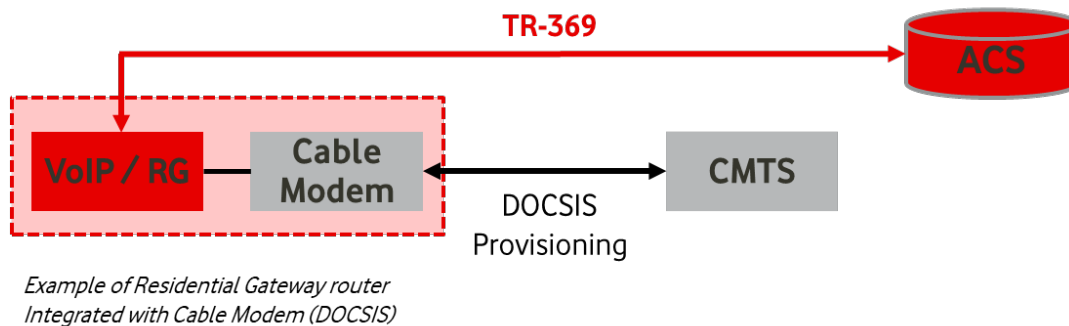 TR-369
ACS
VoIP / RG
Cable
Modem
CMTS
DOCSIS
Provisioning
Example of Residential Gateway router
Integrated with Cable Modem (DOCSIS)